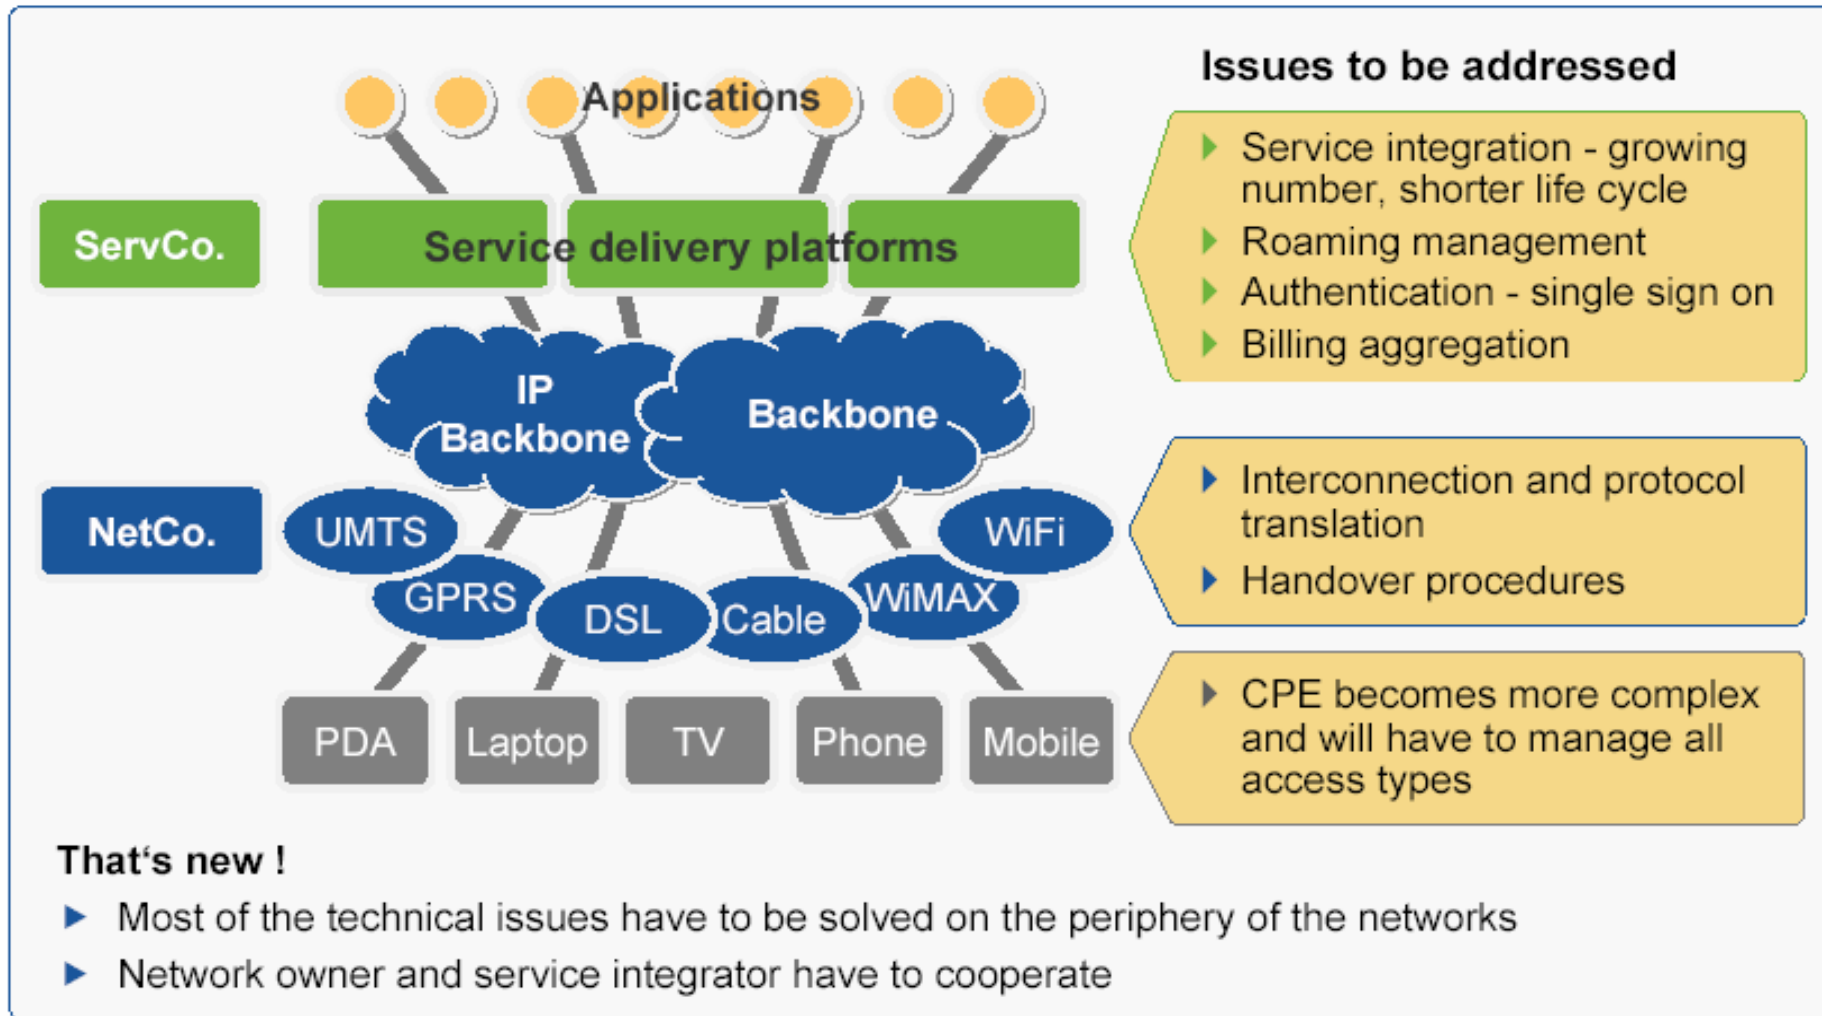 Issues to be addressed
Applications
Service integration - growing
number, shorter life cycle
Roaming management
Authentication - single sign on
Billing aggregation
ServCo.
Service delivery platforms
IP
Backbone
Backbone
NetCo.
UMTS
GPRS
DSL
Cable
WiMAX
WiFi
Interconnection and protocol
translation
Handover procedures
PDA
Laptop
TV
Phone
Mobile
CPE becomes more complex
and will have to manage all
access types
That‘s new !
Most of the technical issues have to be solved on the periphery of the networks
Network owner and service integrator have to cooperate